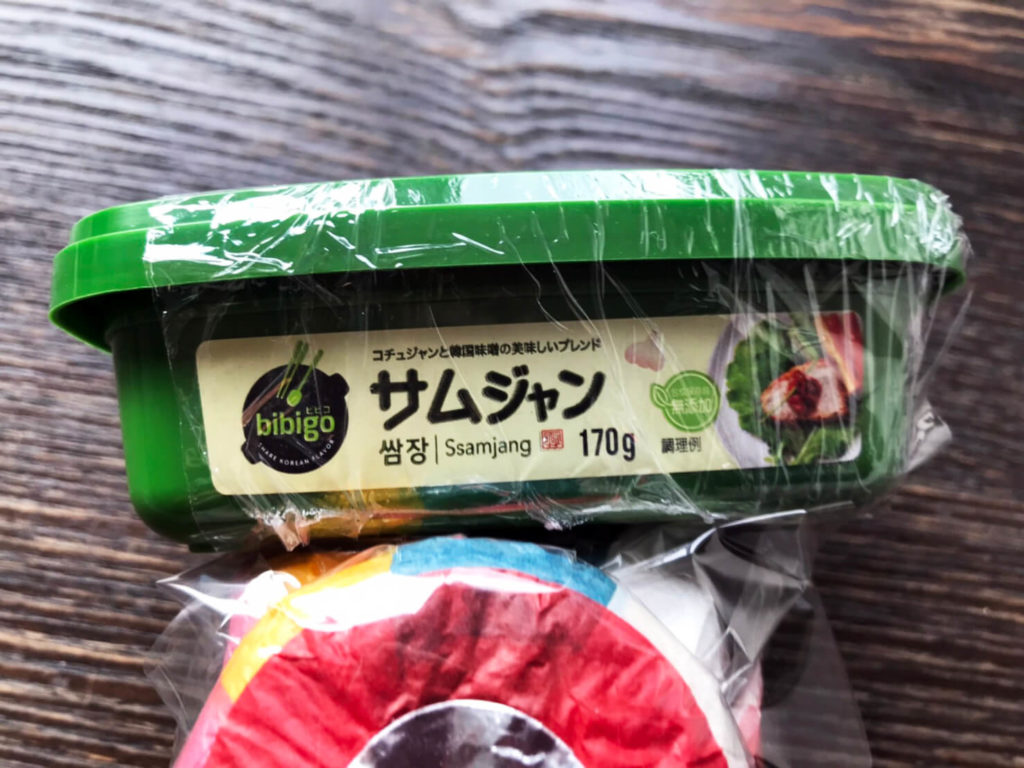 コチュジャンと韓国味噌の美味しいブレンド
ビビゴ
bibigo
SHARE KOREAN FLAVOR
サムジャン
쌈장 | Ssamjang 170g
無添加
調理例